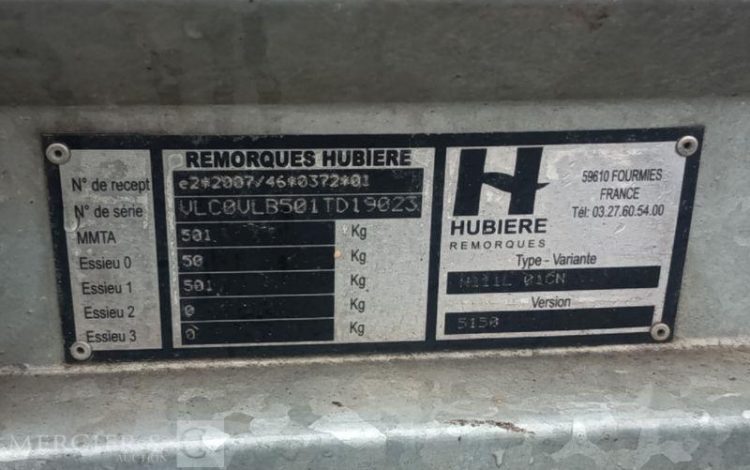 REMORQUES HUBIERE
N° de recept e2*2007/46*0372*01
N° de série VLC0VLB501TD19023
MMTA 501 Kg
Essieu 0 50 Kg
Essieu 1 501 Kg
Essieu 2 0 Kg
Essieu 3 0 Kg
H
HUBIERE
REMORQUES
59610 FOURMIES
FRANCE
Tél: 03.27.60.54.00
Type - Variante
01CN
Version
5150
MERCIER &